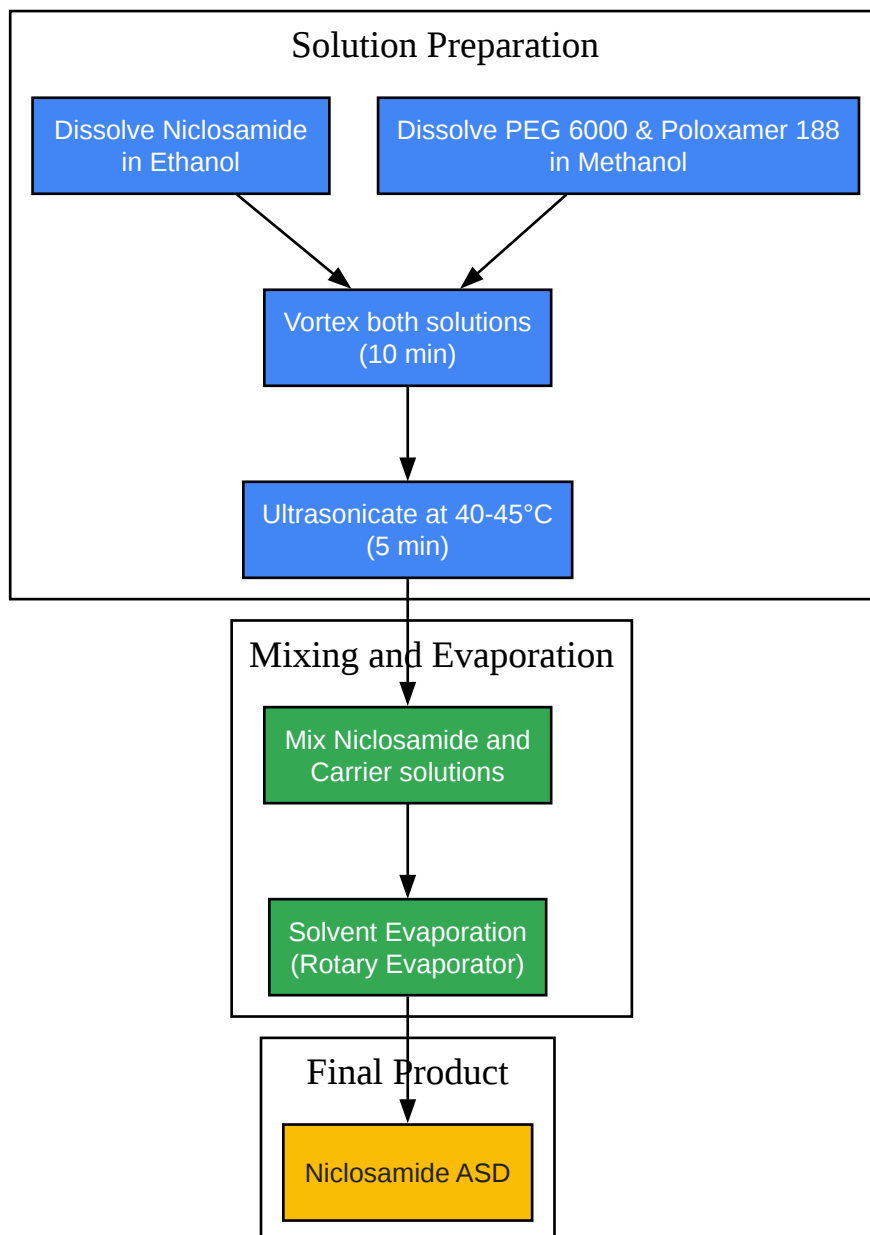 Solution Preparation
Dissolve Niclosamide
in Ethanol
Dissolve PEG 6000 & Poloxamer 188
in Methanol
Vortex both solutions
(10 min)
Ultrasonicate at 40-45°C
(5 min)
Mixing and Evaporation
Mix Niclosamide and
Carrier solutions
Solvent Evaporation
(Rotary Evaporator)
Final Product
Niclosamide ASD